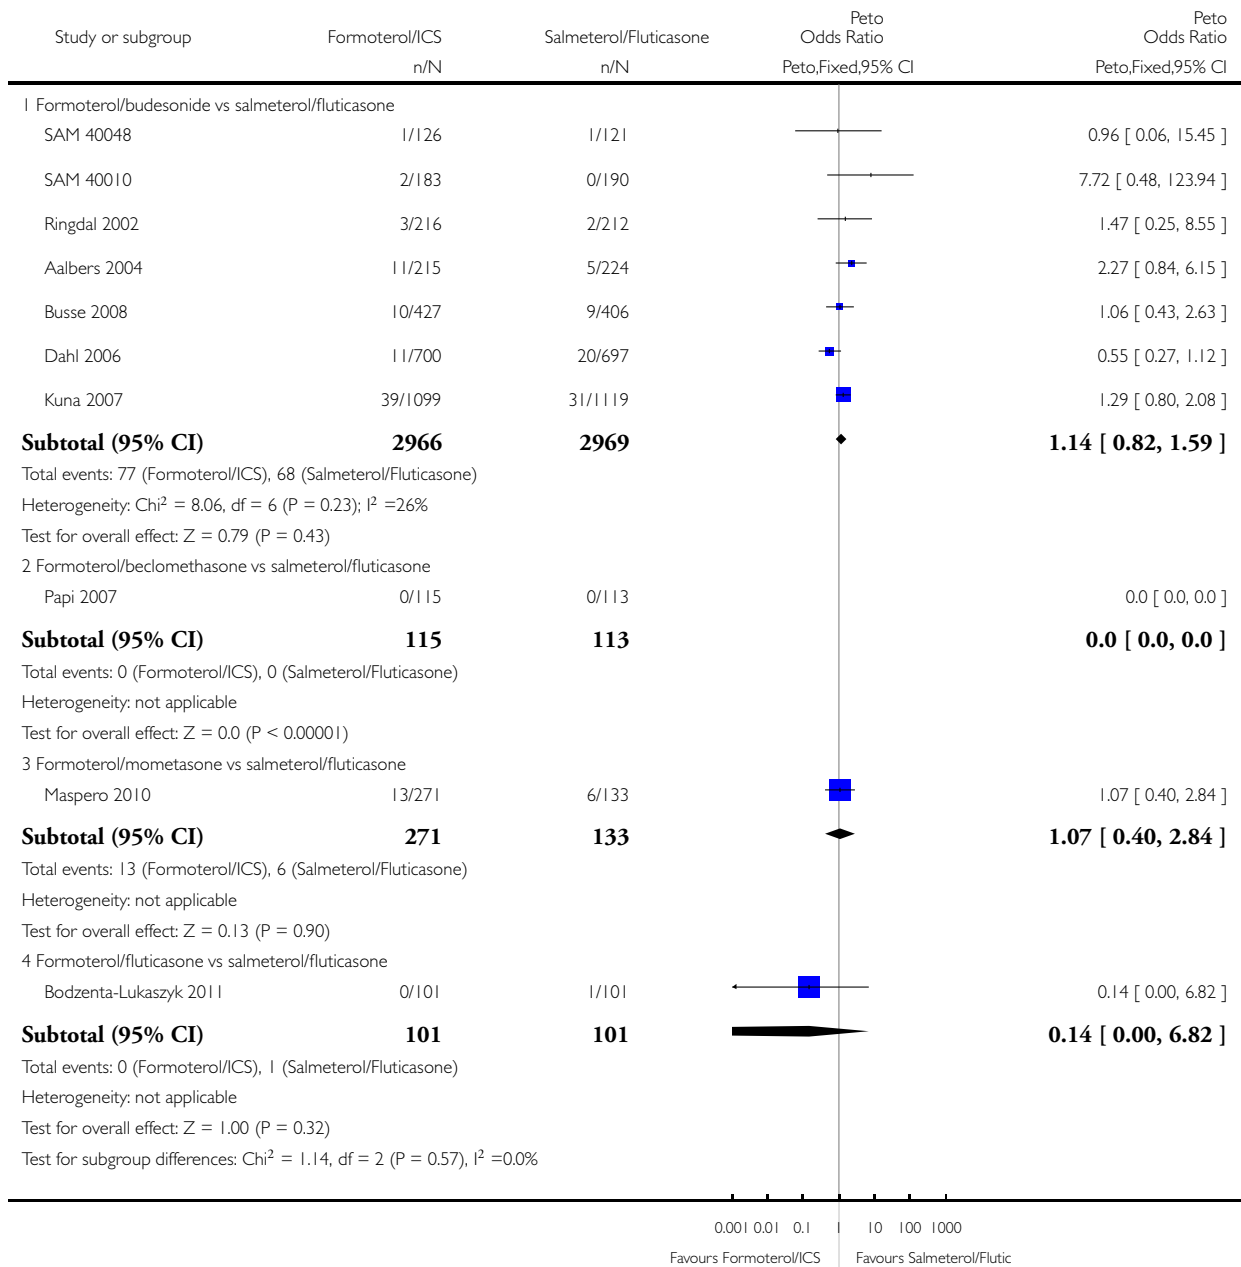 Study or subgroup Formoterol/ICS Salmeterol/Fluticasone Peto Odds Ratio Peto Odds Ratio
n/N n/N Peto,Fixed,95% CI Peto,Fixed,95% CI
1 Formoterol/budesonide vs salmeterol/fluticasone
SAM 40048 1/126 1/121 0.96 [ 0.06, 15.45 ]
SAM 40010 2/183 0/190 7.72 [ 0.48, 123.94 ]
Ringdal 2002 3/216 2/212 1.47 [ 0.25, 8.55 ]
Aalbers 2004 11/215 5/224 2.27 [ 0.84, 6.15 ]
Busse 2008 10/427 9/406 1.06 [ 0.43, 2.63 ]
Dahl 2006 11/700 20/697 0.55 [ 0.27, 1.12 ]
Kuna 2007 39/1099 31/1119 1.29 [ 0.80, 2.08 ]
Subtotal (95% CI) 2966 2969 1.14 [ 0.82, 1.59 ]
Total events: 77 (Formoterol/ICS), 68 (Salmeterol/Fluticasone)
Heterogeneity: Chi² = 8.06, df = 6 (P = 0.23); I² =26%
Test for overall effect: Z = 0.79 (P = 0.43)
2 Formoterol/beclomethasone vs salmeterol/fluticasone
Papi 2007 0/115 0/113 0.0 [ 0.0, 0.0 ]
Subtotal (95% CI) 115 113 0.0 [ 0.0, 0.0 ]
Total events: 0 (Formoterol/ICS), 0 (Salmeterol/Fluticasone)
Heterogeneity: not applicable
Test for overall effect: Z = 0.0 (P < 0.00001)
3 Formoterol/mometasone vs salmeterol/fluticasone
Maspero 2010 13/271 6/133 1.07 [ 0.40, 2.84 ]
Subtotal (95% CI) 271 133 1.07 [ 0.40, 2.84 ]
Total events: 13 (Formoterol/ICS), 6 (Salmeterol/Fluticasone)
Heterogeneity: not applicable
Test for overall effect: Z = 0.13 (P = 0.90)
4 Formoterol/fluticasone vs salmeterol/fluticasone
Bodzenta-Lukaszyk 2011 0/101 1/101 0.14 [ 0.00, 6.82 ]
Subtotal (95% CI) 101 101 0.14 [ 0.00, 6.82 ]
Total events: 0 (Formoterol/ICS), 1 (Salmeterol/Fluticasone)
Heterogeneity: not applicable
Test for overall effect: Z = 1.00 (P = 0.32)
Test for subgroup differences: Chi² = 1.14, df = 2 (P = 0.57), I² =0.0%
0.001 0.01 0.1 1 10 100 1000
Favours Formoterol/ICS Favours Salmeterol/Flutic